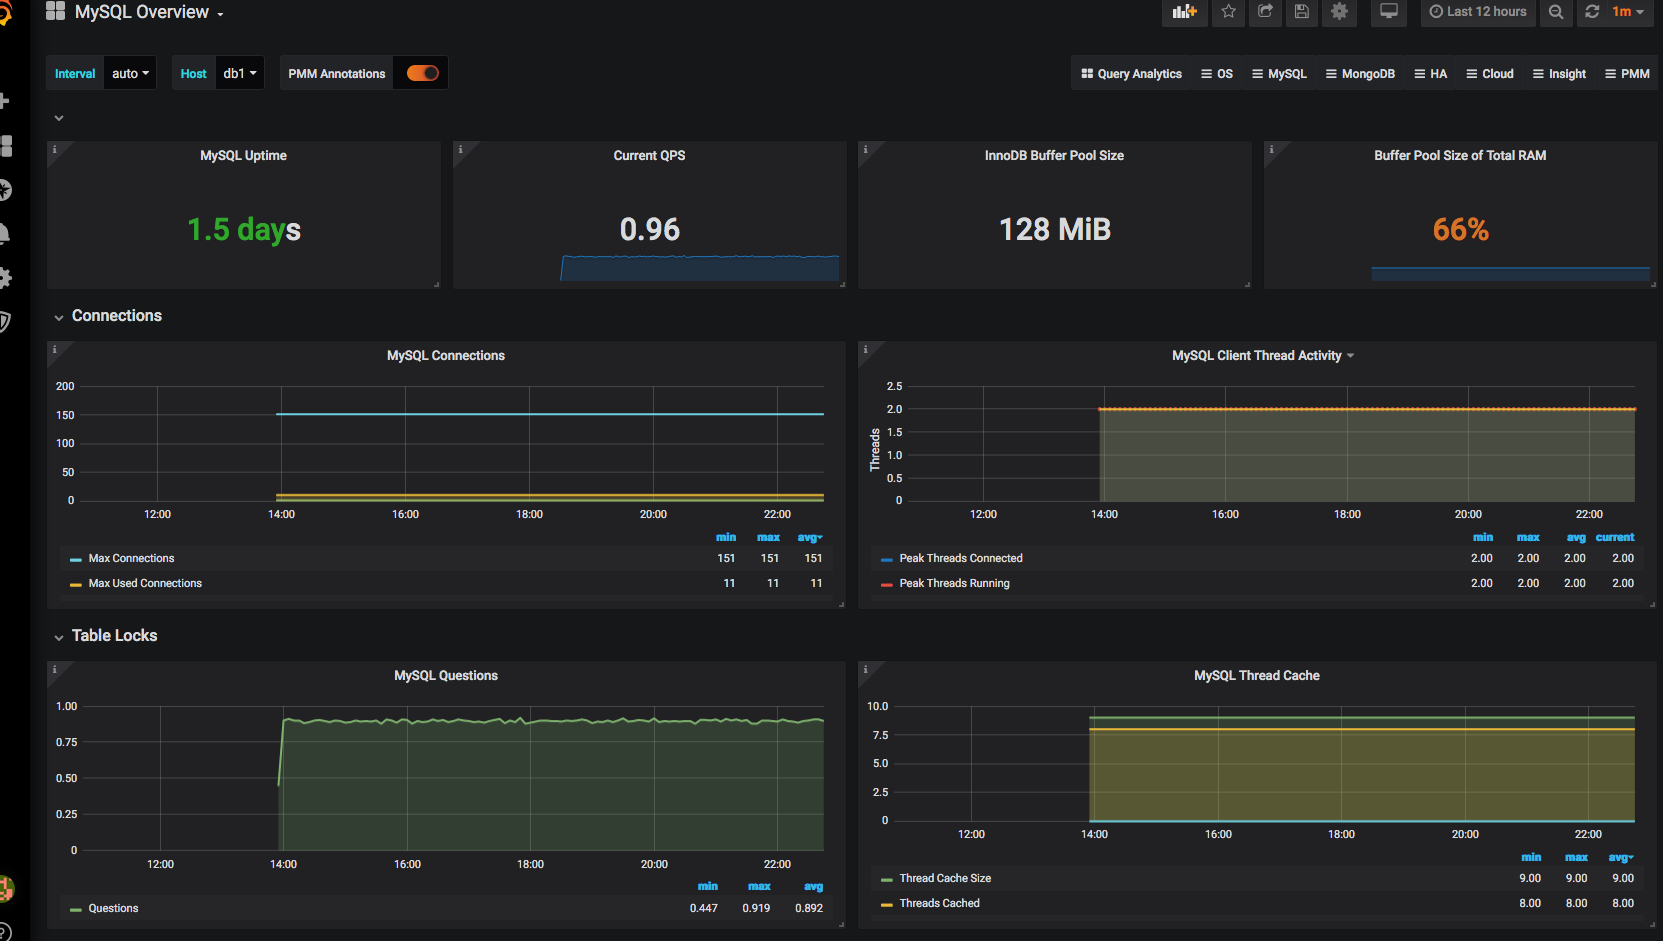 MySQL Overview
Last 12 hours
1m
Interval auto Host db1 PMM Annotations
Query Analytics OS MySQL MongoDB HA Cloud Insight PMM
MySQL Uptime
1.5 days
Current QPS
0.96
InnoDB Buffer Pool Size
128 MiB
Buffer Pool Size of Total RAM
66%
Connections
MySQL Connections
200
150
100
50
0
12:00 14:00 16:00 18:00 20:00 22:00
min max avg
Max Connections 151 151 151
Max Used Connections 11 11 11
MySQL Client Thread Activity
Threads
2.5
2.0
1.5
1.0
0.5
0
12:00 14:00 16:00 18:00 20:00 22:00
min max avg current
Peak Threads Connected 2.00 2.00 2.00 2.00
Peak Threads Running 2.00 2.00 2.00 2.00
Table Locks
MySQL Questions
1.00
0.75
0.50
0.25
0
12:00 14:00 16:00 18:00 20:00 22:00
min max avg
Questions 0.447 0.919 0.892
MySQL Thread Cache
10.0
7.5
5.0
2.5
0
12:00 14:00 16:00 18:00 20:00 22:00
min max avg
Thread Cache Size 9.00 9.00 9.00
Threads Cached 8.00 8.00 8.00